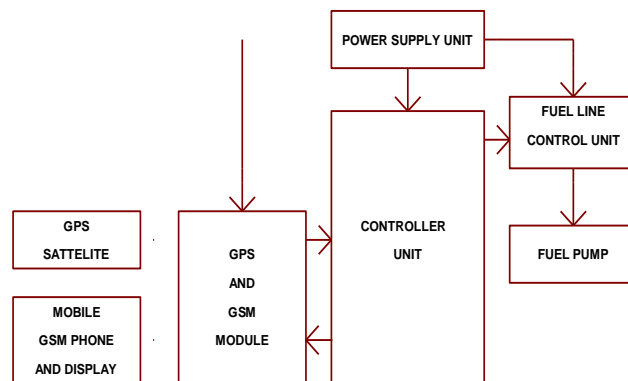 POWER SUPPLY UNIT
FUEL LINE
CONTROL UNIT
GPS
SATTELITE
GPS
AND
GSM
MODULE
CONTROLLER
UNIT
FUEL PUMP
MOBILE
GSM PHONE
AND DISPLAY